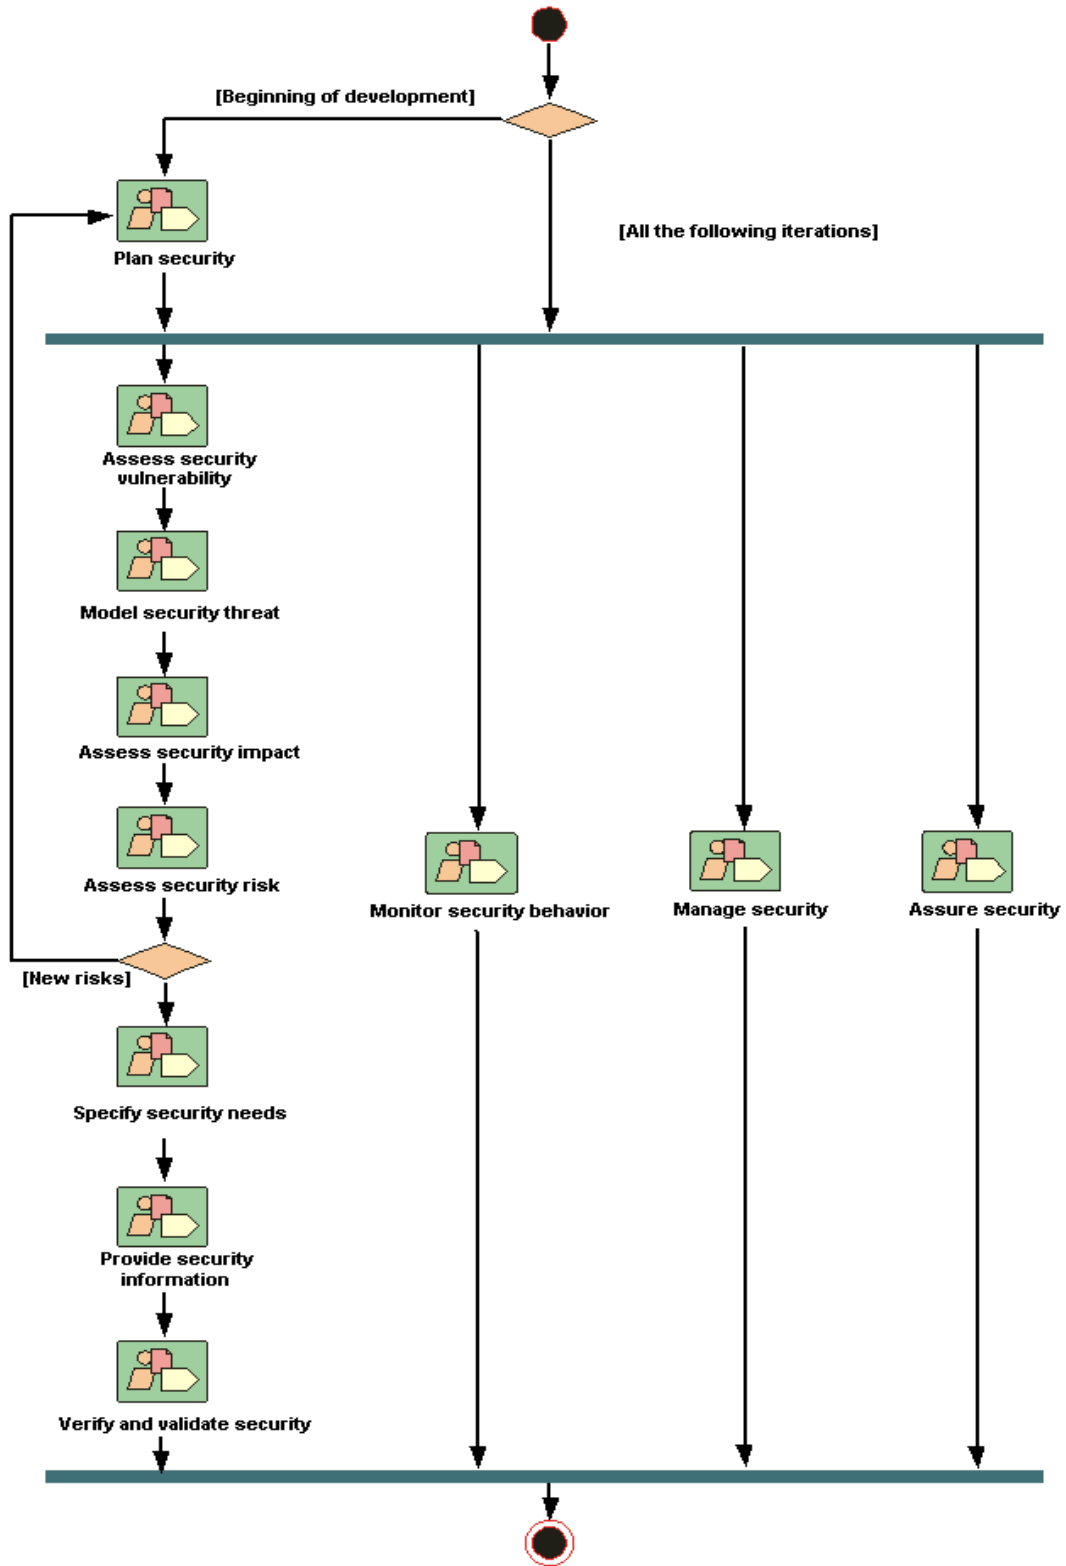 [Beginning of development]
[All the following iterations]
Plan security
Assess security
vulnerability
Model security threat
Assess security impact
Assess security risk
Monitor security behavior
Manage security
Assure security
[New risks]
Specify security needs
Provide security
information
Verify and validate security